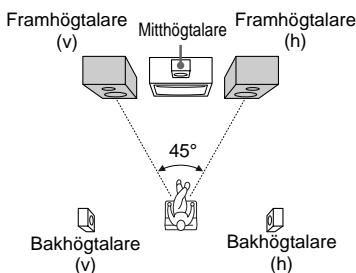 Framhögtalare
(v)
Mitthögtalare
Framhögtalare
(h)
45°
Bakhögtalare
(v)
Bakhögtalare
(h)